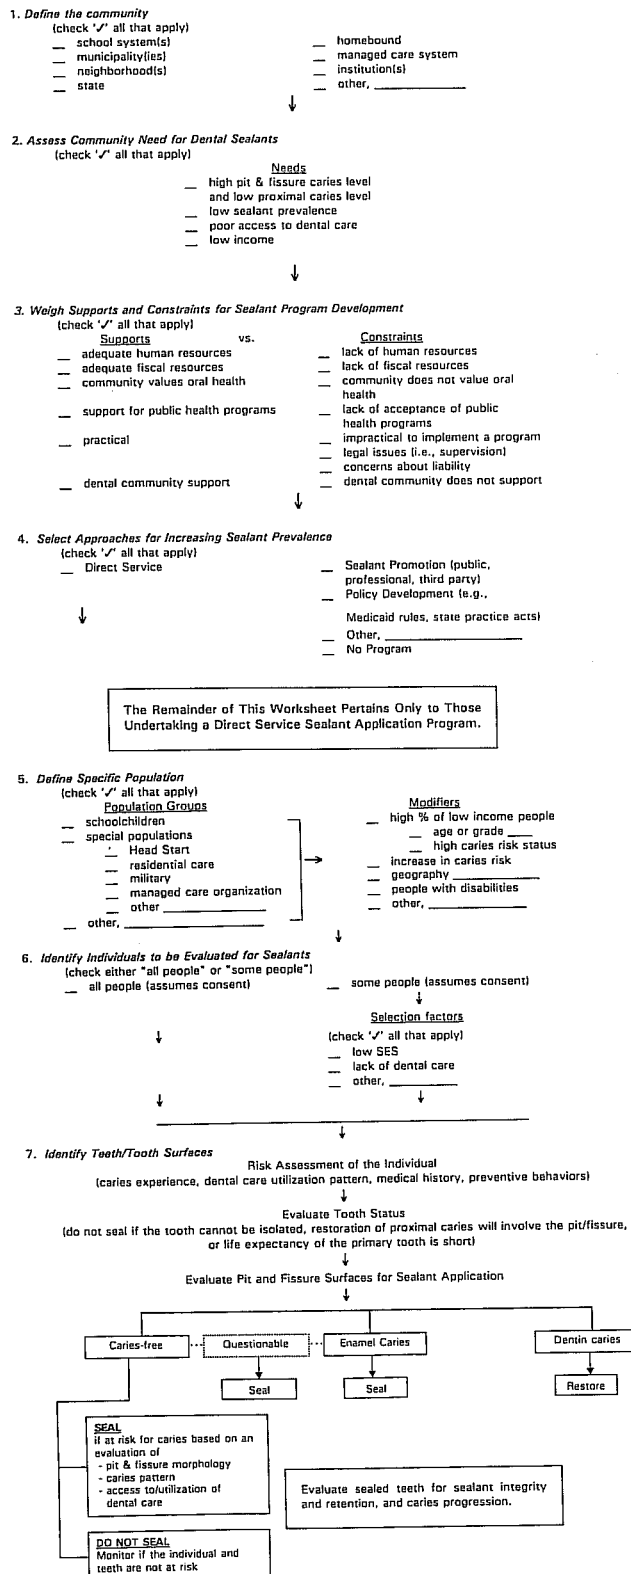 1. Define the community
(check '✓' all that apply)
__ school system(s)
__ municipality(ies)
__ neighborhood(s)
__ state
__ homebound
__ managed care system
__ institution(s)
__ other, ____________
2. Assess Community Need for Dental Sealants
(check '✓' all that apply)
Needs
__ high pit & fissure caries level
and low proximal caries level
__ low sealant prevalence
__ poor access to dental care
__ low income
3. Weigh Supports and Constraints for Sealant Program Development
(check '✓' all that apply)
Supports vs. Constraints
__ adequate human resources
__ adequate fiscal resources
__ community values oral health
__ support for public health programs
__ practical
__ dental community support
__ lack of human resources
__ lack of fiscal resources
__ community does not value oral
health
__ lack of acceptance of public
health programs
__ impractical to implement a program
__ legal issues (i.e., supervision)
__ concerns about liability
__ dental community does not support
4. Select Approaches for Increasing Sealant Prevalence
(check '✓' all that apply)
__ Direct Service
__ Sealant Promotion (public,
professional, third party)
__ Policy Development (e.g.,
Medicaid rules, state practice acts)
__ Other, ____________
__ No Program
The Remainder of This Worksheet Pertains Only to Those
Undertaking a Direct Service Sealant Application Program.
5. Define Specific Population
(check '✓' all that apply)
Population Groups
__ schoolchildren
__ special populations
__ Head Start
__ residential care
__ military
__ managed care organization
__ other ____________
__ other, ____________
Modifiers
__ high % of low income people
__ age or grade ____
__ high caries risk status
__ increase in caries risk
__ geography ____________
__ people with disabilities
__ other, ____________
6. Identify Individuals to be Evaluated for Sealants
(check either "all people" or "some people")
__ all people (assumes consent)
__ some people (assumes consent)
Selection factors
(check '✓' all that apply)
__ low SES
__ lack of dental care
__ other, ________
7. Identify Teeth/Tooth Surfaces
Risk Assessment of the Individual
(caries experience, dental care utilization pattern, medical history, preventive behaviors)
Evaluate Tooth Status
(do not seal if the tooth cannot be isolated, restoration of proximal caries will involve the pit/fissure,
or life expectancy of the primary tooth is short)
Evaluate Pit and Fissure Surfaces for Sealant Application
Caries-free
Questionable
Enamel Caries
Dentin caries
Seal
Seal
Restore
SEAL
if at risk for caries based on an
evaluation of
- pit & fissure morphology
- caries pattern
- access to/utilization of
dental care
Evaluate sealed teeth for sealant integrity
and retention, and caries progression.
DO NOT SEAL
Monitor if the individual and
teeth are not at risk